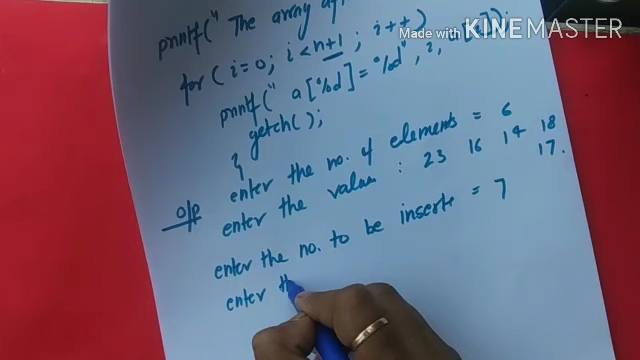 printf(" The array
Made with KINEMASTER
for ( i=0; i<n+1 ; i++)
printf(" a[%d] = %d", i, a[i]);
getch();
}
o/p enter the no. of elements = 6
enter the values : 23 16 14 18
17.
enter the no. to be inserte = 7
enter th